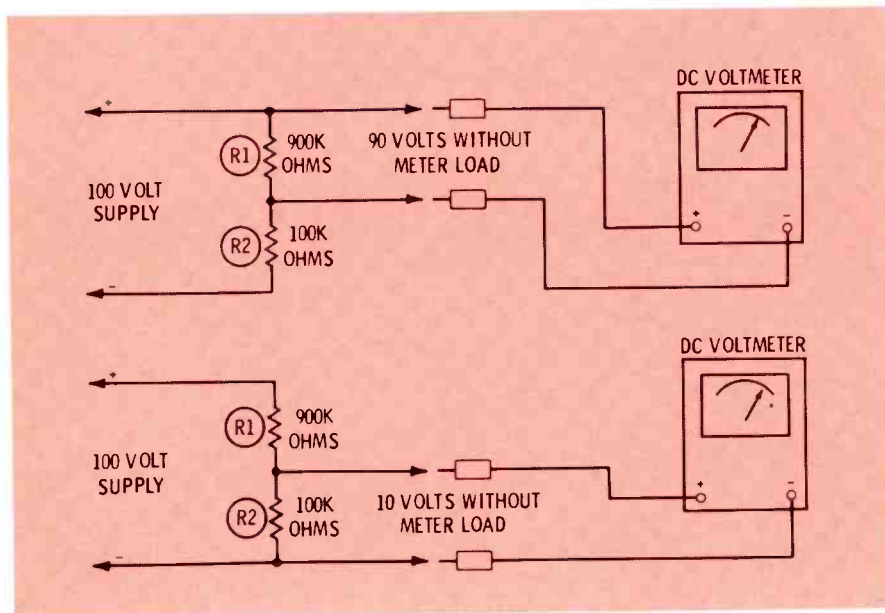 DC VOLTMETER
+
R1
900K
OHMS
90 VOLTS WITHOUT
METER LOAD
100 VOLT
SUPPLY
+
-
R2
100K
OHMS
-
DC VOLTMETER
+
R1
900K
OHMS
100 VOLT
SUPPLY
+
-
R2
100K
OHMS
10 VOLTS WITHOUT
METER LOAD
-